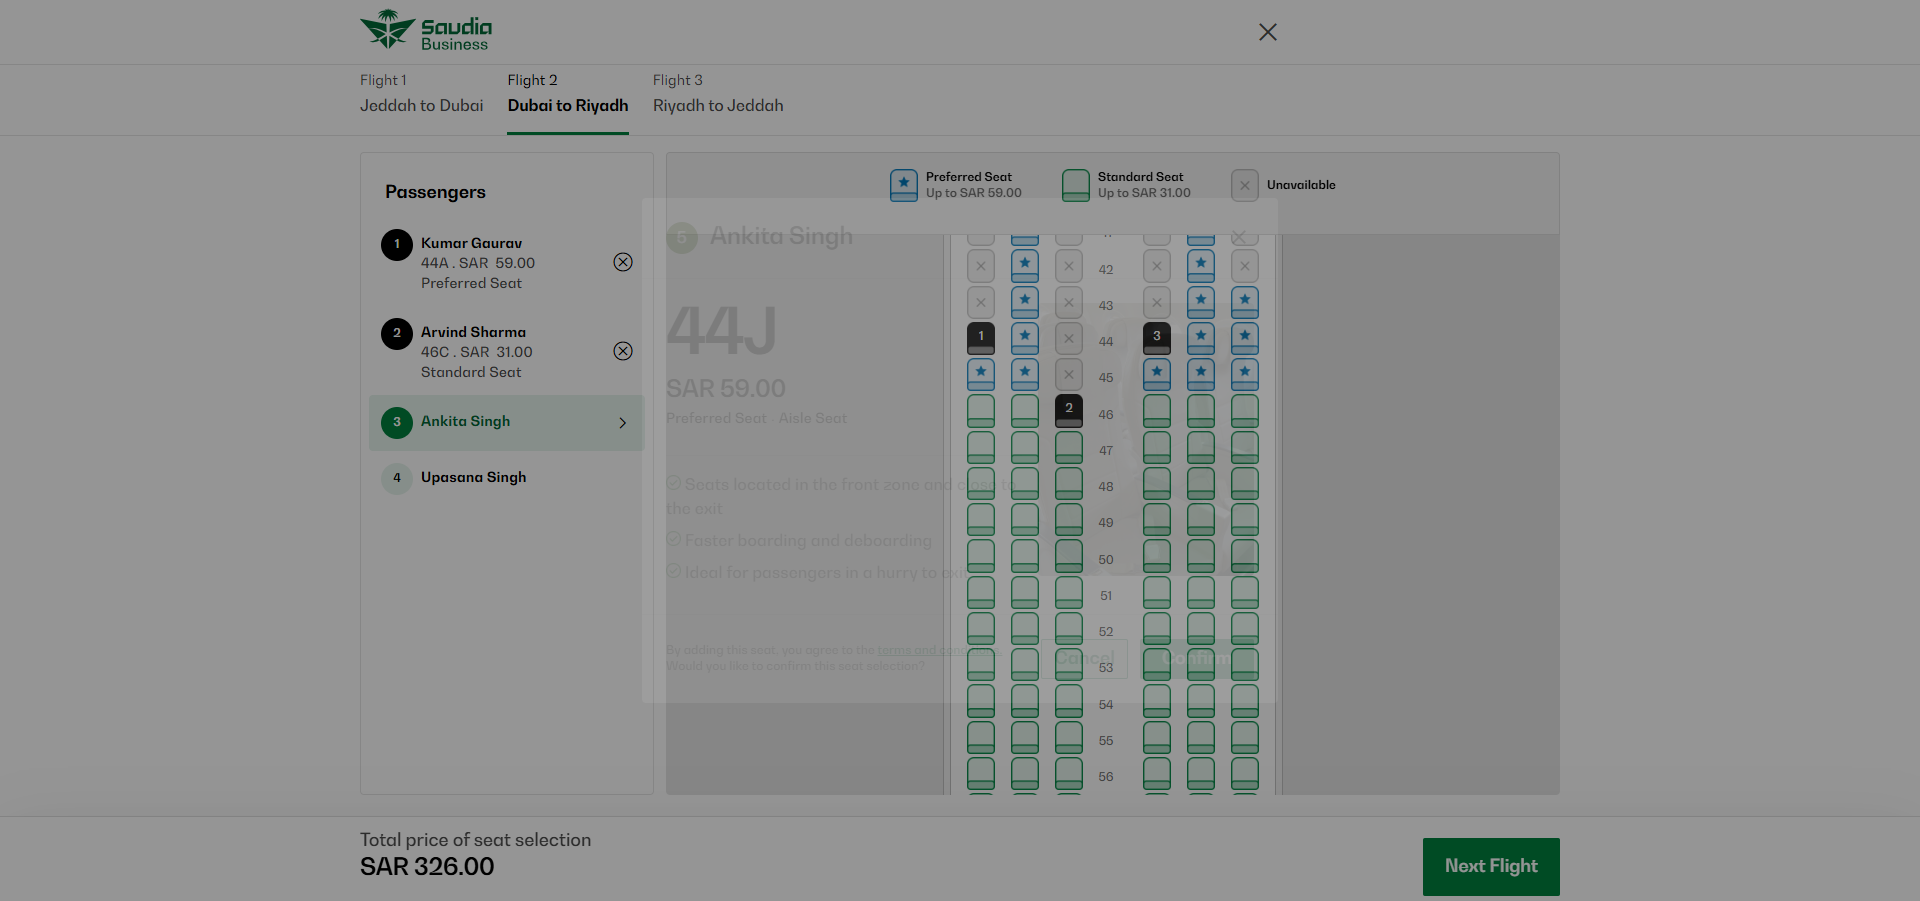 Saudia
Business
Flight 1
Jeddah to Dubai
Flight 2
Dubai to Riyadh
Flight 3
Riyadh to Jeddah
Passengers
1
Kumar Gaurav
44A . SAR 59.00
Preferred Seat
2
Arvind Sharma
46C . SAR 31.00
Standard Seat
3
Ankita Singh
4
Upasana Singh
Preferred Seat
Up to SAR 59.00
Standard Seat
Up to SAR 31.00
Unavailable
5 Ankita Singh
44J
SAR 59.00
Preferred Seat - Aisle Seat
Seats located in the front zone and close to
the exit
Faster boarding and deboarding
Ideal for passengers in a hurry to exit
By adding this seat, you agree to the terms and conditions.
Would you like to confirm this seat selection?
Cancel
Confirm
42
43
1 44 3
45
2 46
47
48
49
50
51
52
53
54
55
56
Total price of seat selection
SAR 326.00
Next Flight